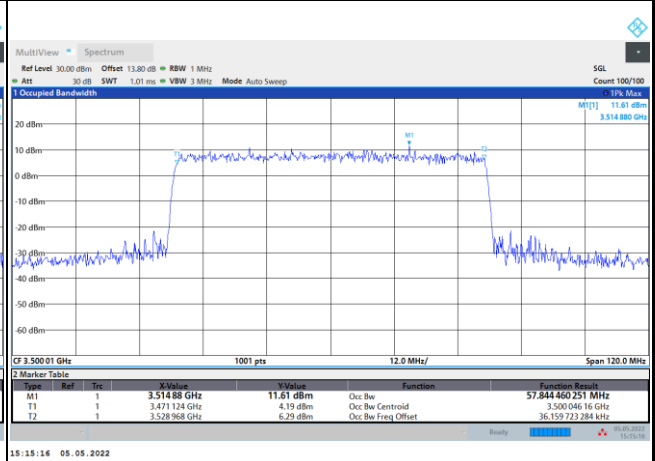 MultiView Spectrum
Ref Level 30.00 dBm Offset 13.80 dB RBW 1 MHz SGL
Att 30 dB SWT 1.01 ms VBW 3 MHz Mode Auto Sweep Count 100/100
1 Occupied Bandwidth 1Pk Max
M1[1] 11.61 dBm
3.514 880 GHz
20 dBm
M1
T1 T2
10 dBm
0 dBm
-10 dBm
-20 dBm
-30 dBm
-40 dBm
-50 dBm
-60 dBm
CF 3.500 01 GHz 1001 pts 12.0 MHz/ Span 120.0 MHz
2 Marker Table
Type Ref Trc X-Value Y-Value Function Function Result
M1 1 3.514 88 GHz 11.61 dBm Occ Bw 57.844 460 251 MHz
T1 1 3.471 124 GHz 4.19 dBm Occ Bw Centroid 3.500 046 16 GHz
T2 1 3.528 968 GHz 6.29 dBm Occ Bw Freq Offset 36.159 723 284 kHz
Ready 05.05.2022
15:15:16
15:15:16 05.05.2022